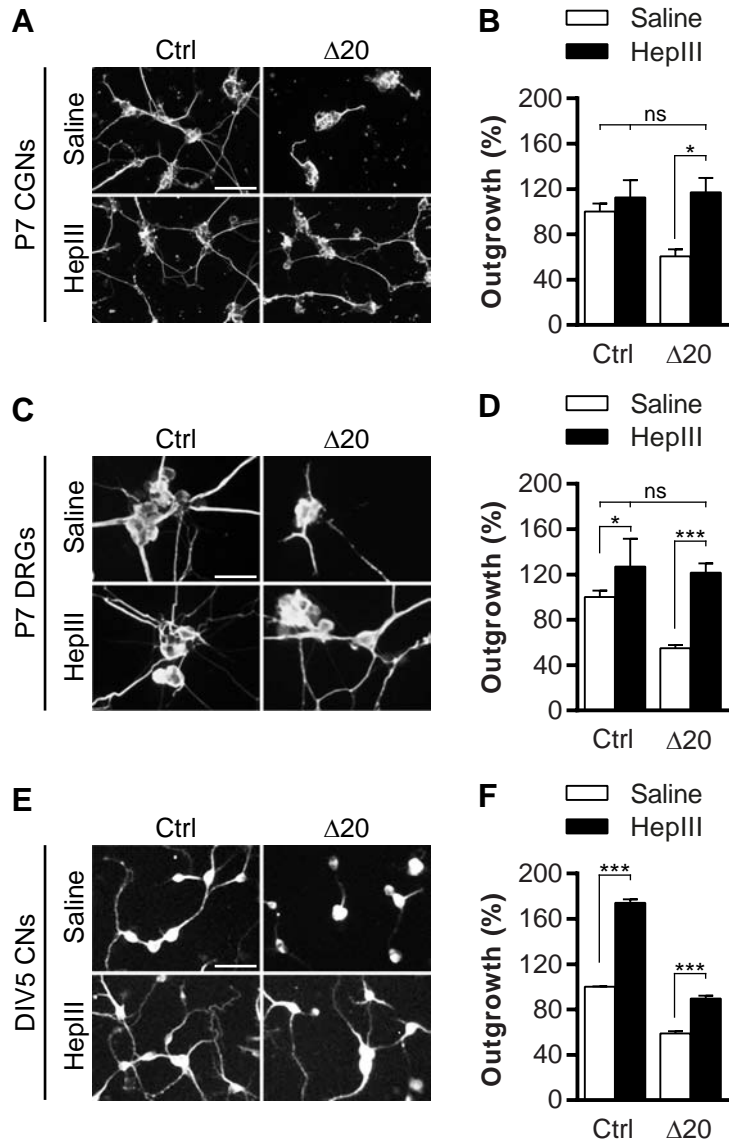 A
Ctrl
Δ20
P7 CGNs
Saline
HepIII
B
Saline
HepIII
Outgrowth (%)
200
160
120
80
40
0
ns
*
Ctrl
Δ20
C
Ctrl
Δ20
P7 DRGs
Saline
HepIII
D
Saline
HepIII
Outgrowth (%)
200
160
120
80
40
0
ns
*
***
Ctrl
Δ20
E
Ctrl
Δ20
DIV5 CNs
Saline
HepIII
F
Saline
HepIII
Outgrowth (%)
200
160
120
80
40
0
***
***
Ctrl
Δ20